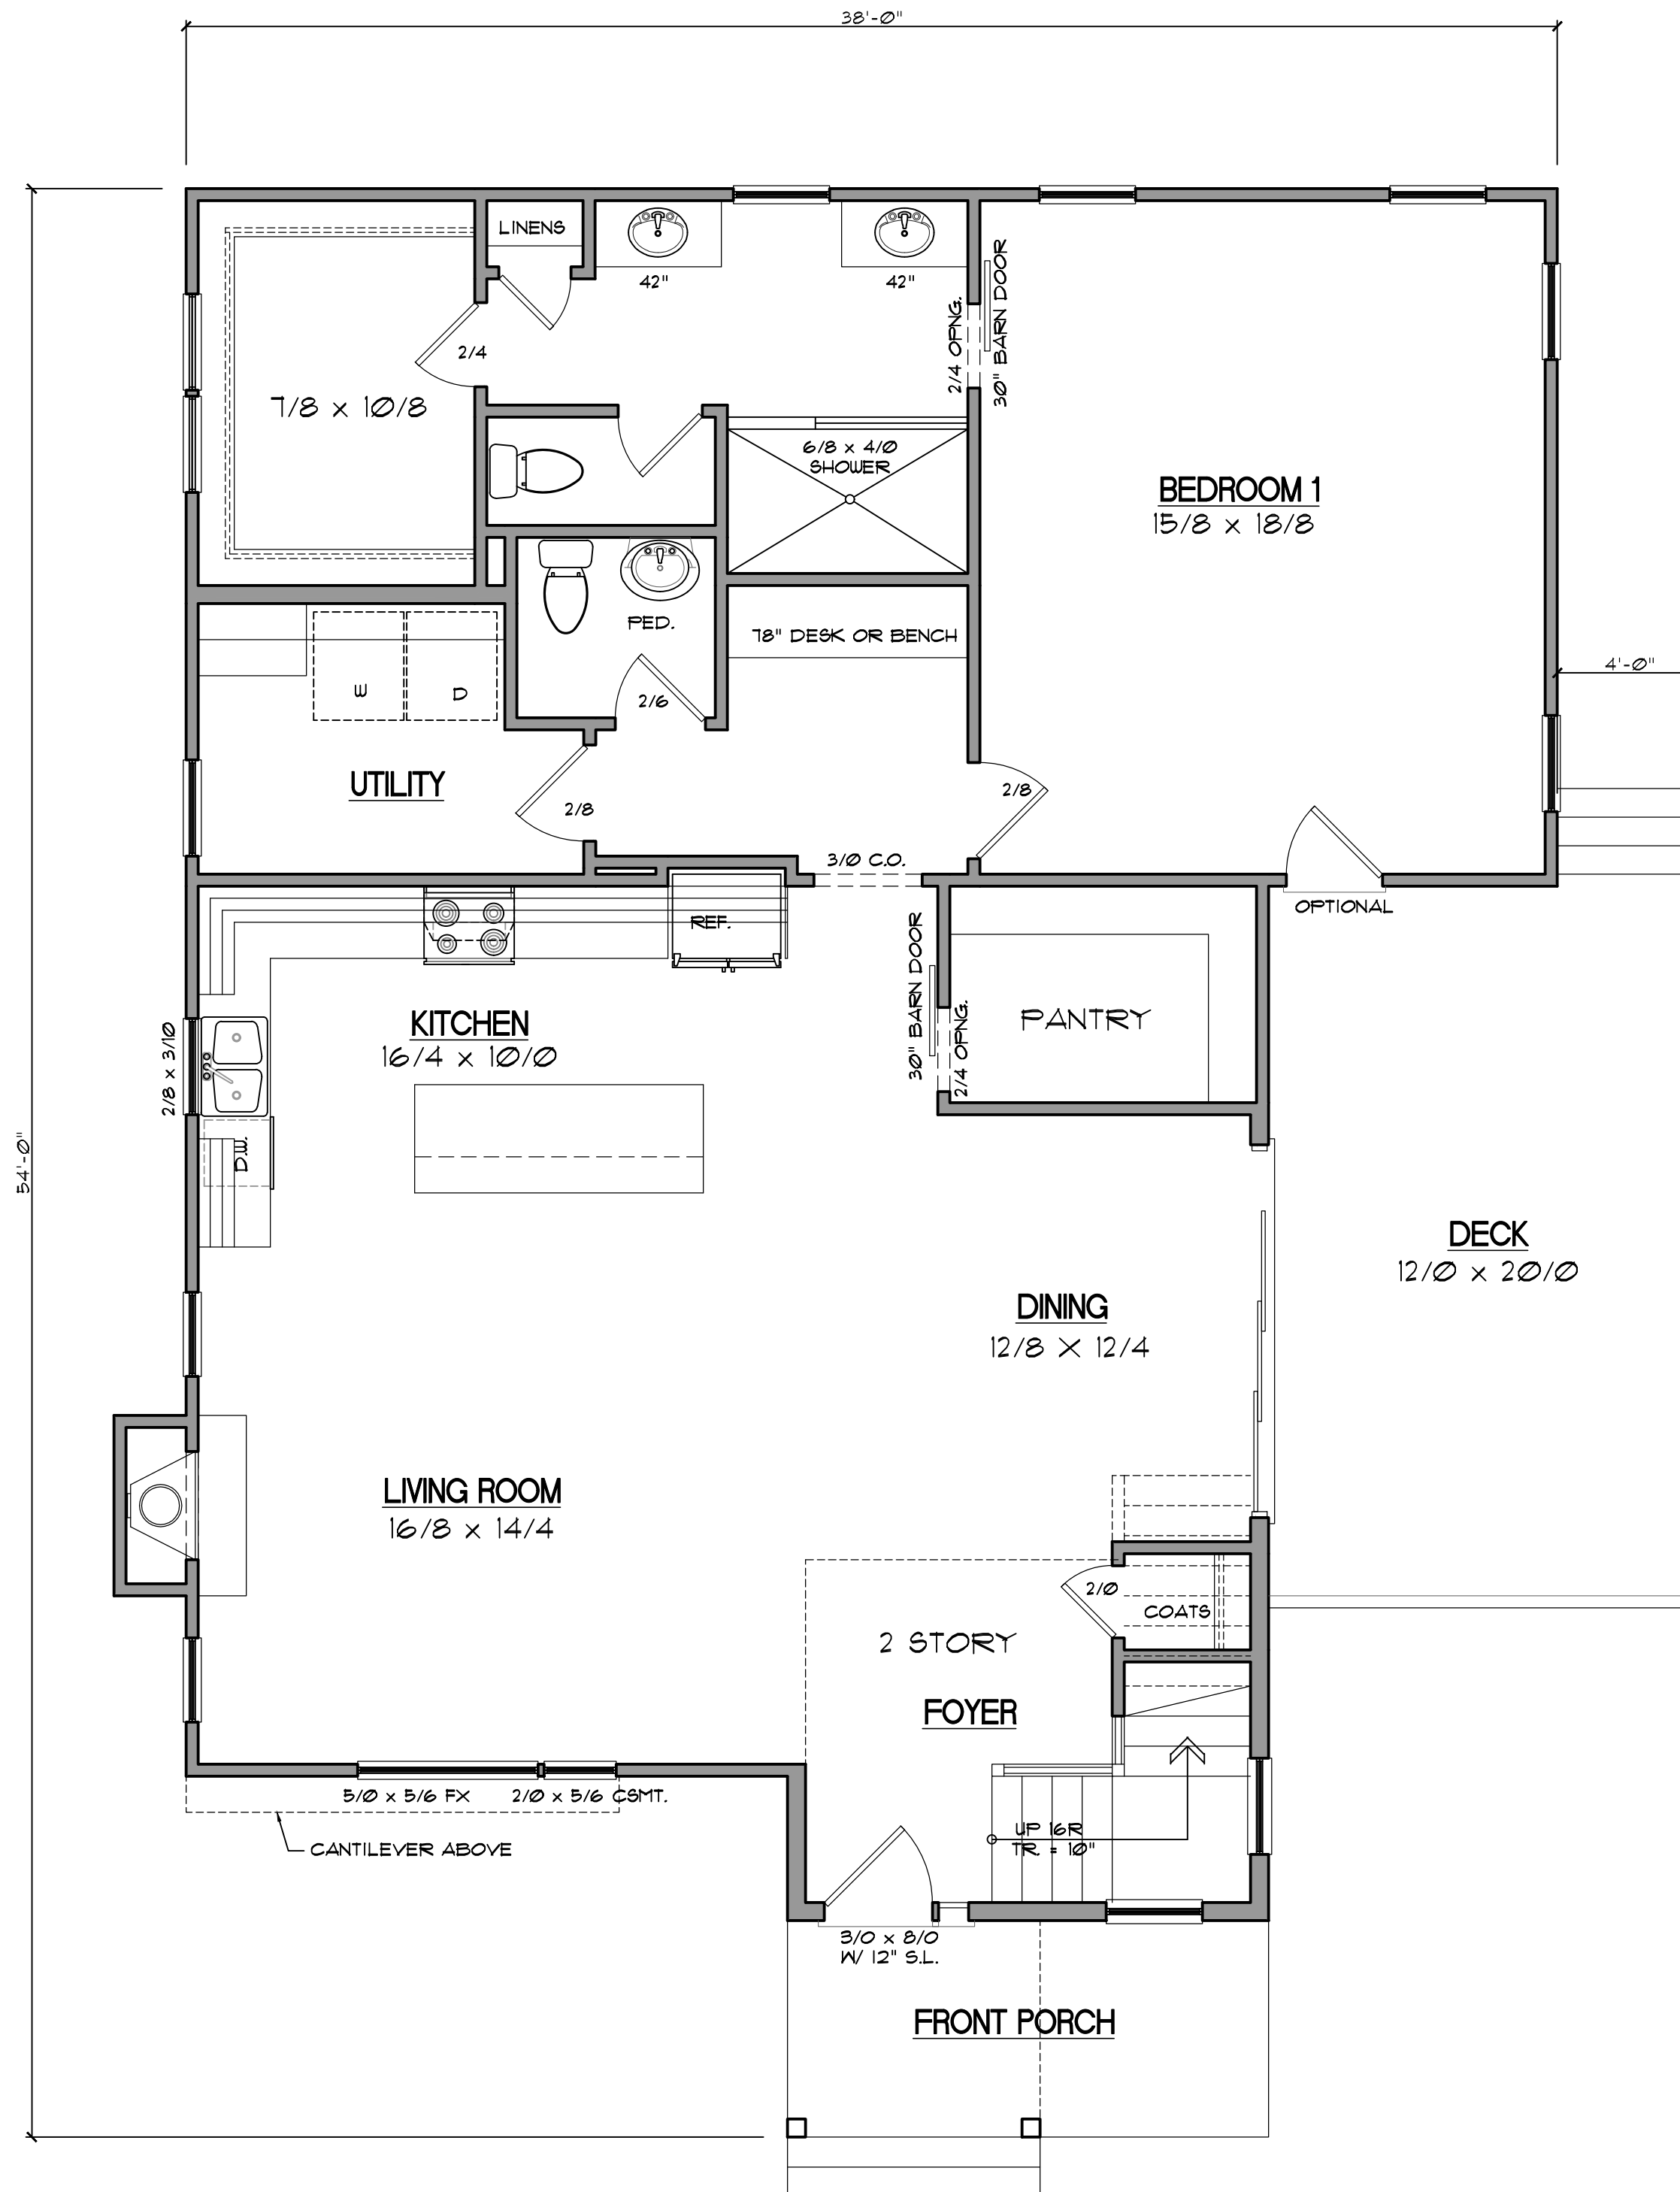 38'-0"
LINENS
42"
42"
2/4 OPNG.
30" BARN DOOR
2/4
7/8 x 10/8
6/8 x 4/0
SHOWER
BEDROOM 1
15/8 x 18/8
PED.
78" DESK OR BENCH
4'-0"
W
D
2/6
UTILITY
2/8
2/8
3/0 C.O.
OPTIONAL
REF.
30" BARN DOOR
2/4 OPNG.
KITCHEN
16/4 x 10/0
PANTRY
2/8 x 3/10
D.W.
54'-0"
DECK
12/0 x 20/0
DINING
12/8 X 12/4
LIVING ROOM
16/8 x 14/4
2/0
COATS
2 STORY
FOYER
5/0 x 5/6 FX
2/0 x 5/6 CSMT.
CANTILEVER ABOVE
UP 16R
TR. = 10"
3/0 x 8/0
W/ 12" S.L.
FRONT PORCH